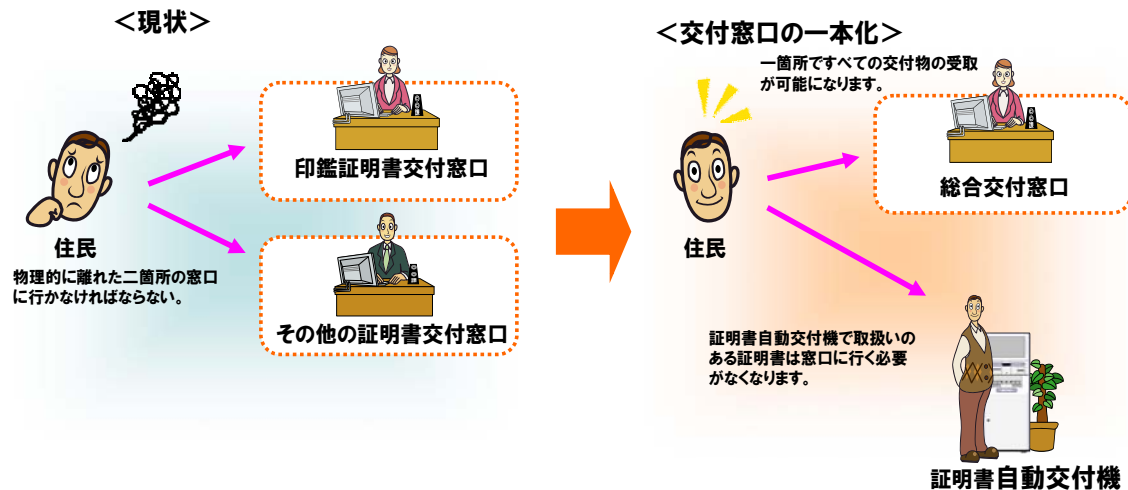 ＜現状＞
印鑑証明書交付窓口
住民
物理的に離れた二箇所の窓口
に行かなければならない。
その他の証明書交付窓口
＜交付窓口の一本化＞
一箇所ですべての交付物の受取
が可能になります。
総合交付窓口
住民
証明書自動交付機で取扱いの
ある証明書は窓口に行く必要
がなくなります。
証明書自動交付機